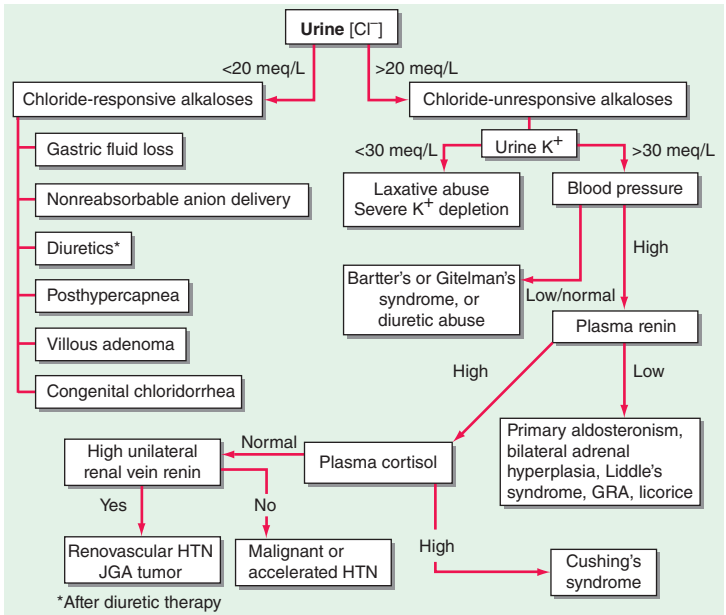 Urine [Cl⁻]
<20 meq/L
>20 meq/L
Chloride-responsive alkaloses
Chloride-unresponsive alkaloses
Gastric fluid loss
Nonreabsorbable anion delivery
Diuretics*
Posthypercapnea
Villous adenoma
Congenital chloridorrhea
Urine K⁺
<30 meq/L
>30 meq/L
Laxative abuse
Severe K⁺ depletion
Blood pressure
Low/normal
High
Bartter's or Gitelman's
syndrome, or
diuretic abuse
Plasma renin
High
Low
Primary aldosteronism,
bilateral adrenal
hyperplasia, Liddle's
syndrome, GRA, licorice
Plasma cortisol
Normal
High
High unilateral
renal vein renin
Yes
No
Renovascular HTN
JGA tumor
Malignant or
accelerated HTN
Cushing's
syndrome
*After diuretic therapy